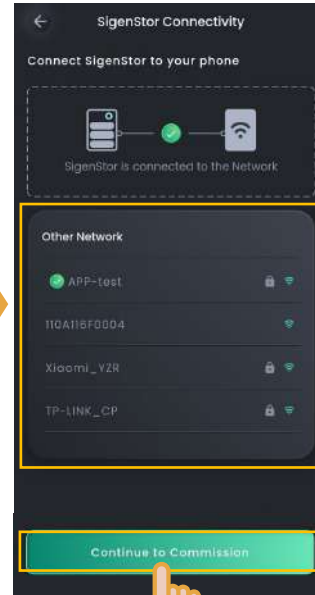 SigenStor Connectivity
Connect SigenStor to your phone
SigenStor is connected to the Network
Other Network
APP-test
110A116F0004
Xiaomi_YZR
TP-LINK_CP
Continue to Commission